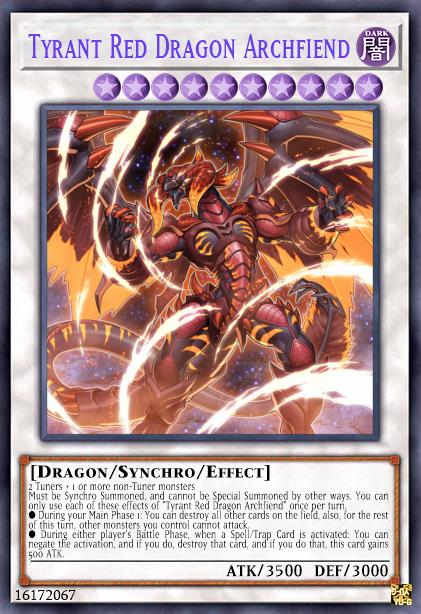 Tyrant Red Dragon Archfiend
DARK
闇
[Dragon/Synchro/Effect]
2 Tuners + 1 or more non-Tuner monsters
Must be Synchro Summoned, and cannot be Special Summoned by other ways. You can
only use each of these effects of "Tyrant Red Dragon Archfiend" once per turn.
● During your Main Phase 1: You can destroy all other cards on the field, also, for the rest
of this turn, other monsters you control cannot attack.
● During either player's Battle Phase, when a Spell/Trap Card is activated: You can
negate the activation, and if you do, destroy that card, and if you do that, this card gains
500 ATK.
ATK/3500 DEF/3000
16172067